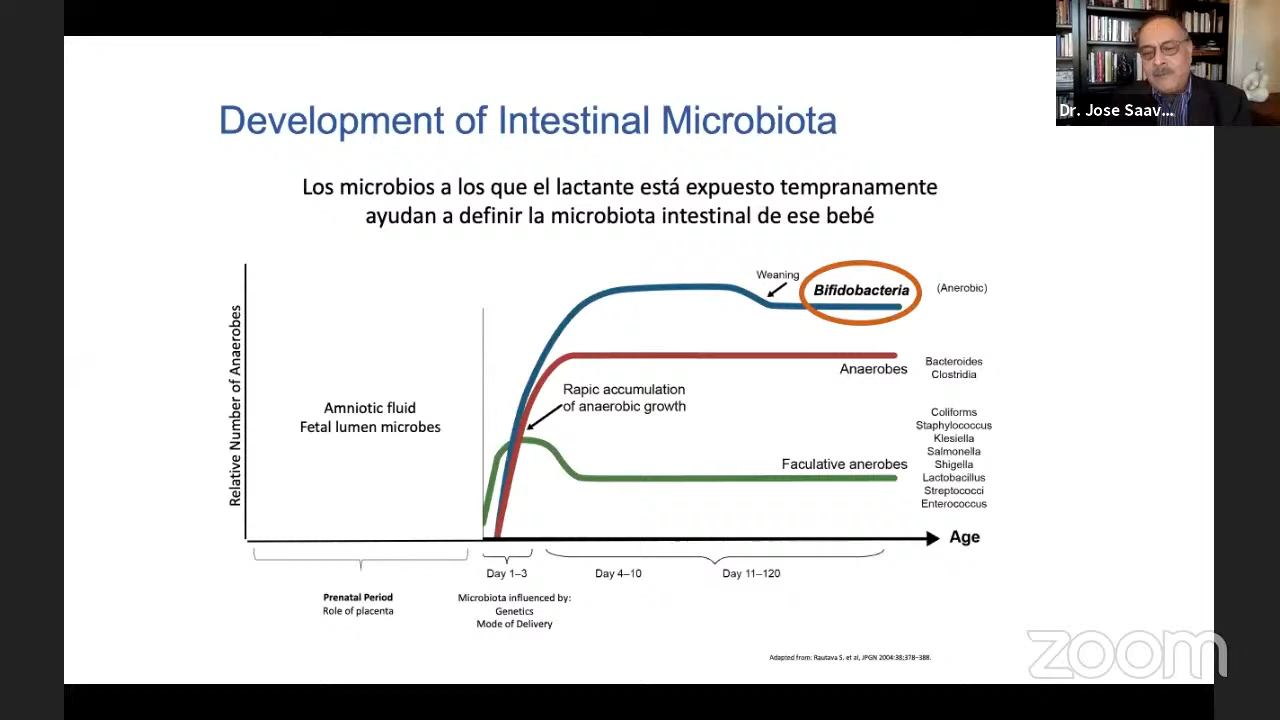 Dr. Jose Saav...
Development of Intestinal Microbiota
Los microbios a los que el lactante está expuesto tempranamente
ayudan a definir la microbiota intestinal de ese bebé
Relative Number of Anaerobes
Weaning
Bifidobacteria
(Anerobic)
Anaerobes
Bacteroides
Clostridia
Rapic accumulation
of anaerobic growth
Amniotic fluid
Fetal lumen microbes
Faculative anerobes
Coliforms
Staphylococcus
Klesiella
Salmonella
Shigella
Lactobacillus
Streptococci
Enterococcus
Age
Day 1–3
Day 4–10
Day 11–120
Prenatal Period
Role of placenta
Microbiota influenced by:
Genetics
Mode of Delivery
Adapted from: Rautava S. et al, JPGN 2004:38;378–388.
zoom